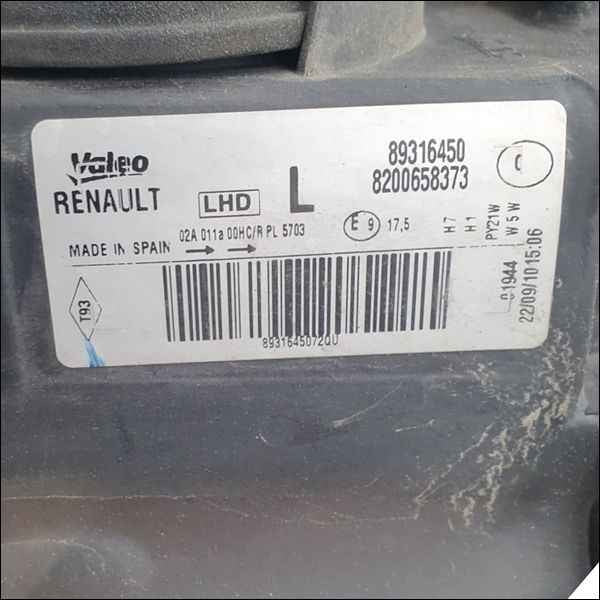 Valeo
RENAULT
LHD
L
89316450
8200658373
02A 011a 00HC/R PL 5703
E 9
17,5
MADE IN SPAIN
H7
H1
PY21W
W5W
T93
8931645072QU
01944
22/09/10 15:06